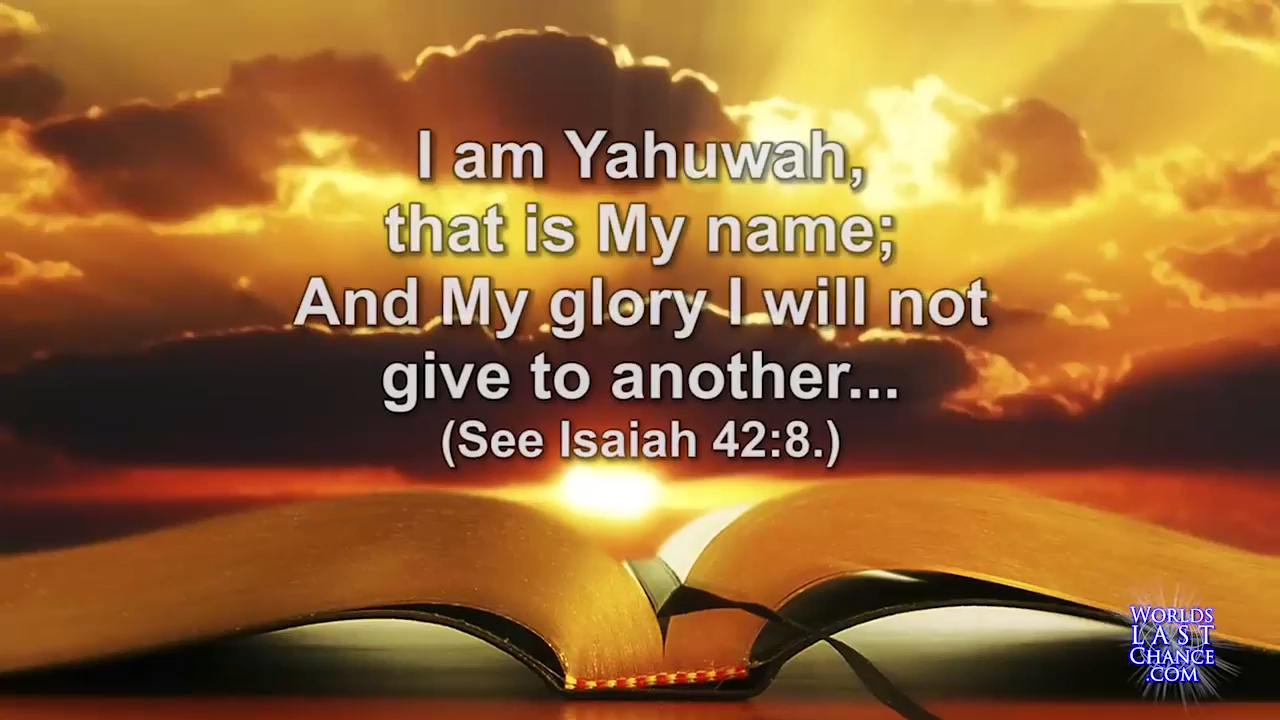 I am Yahuwah,
that is My name;
And My glory I will not
give to another...
(See Isaiah 42:8.)
WORLDS
LAST
CHANCE
.COM